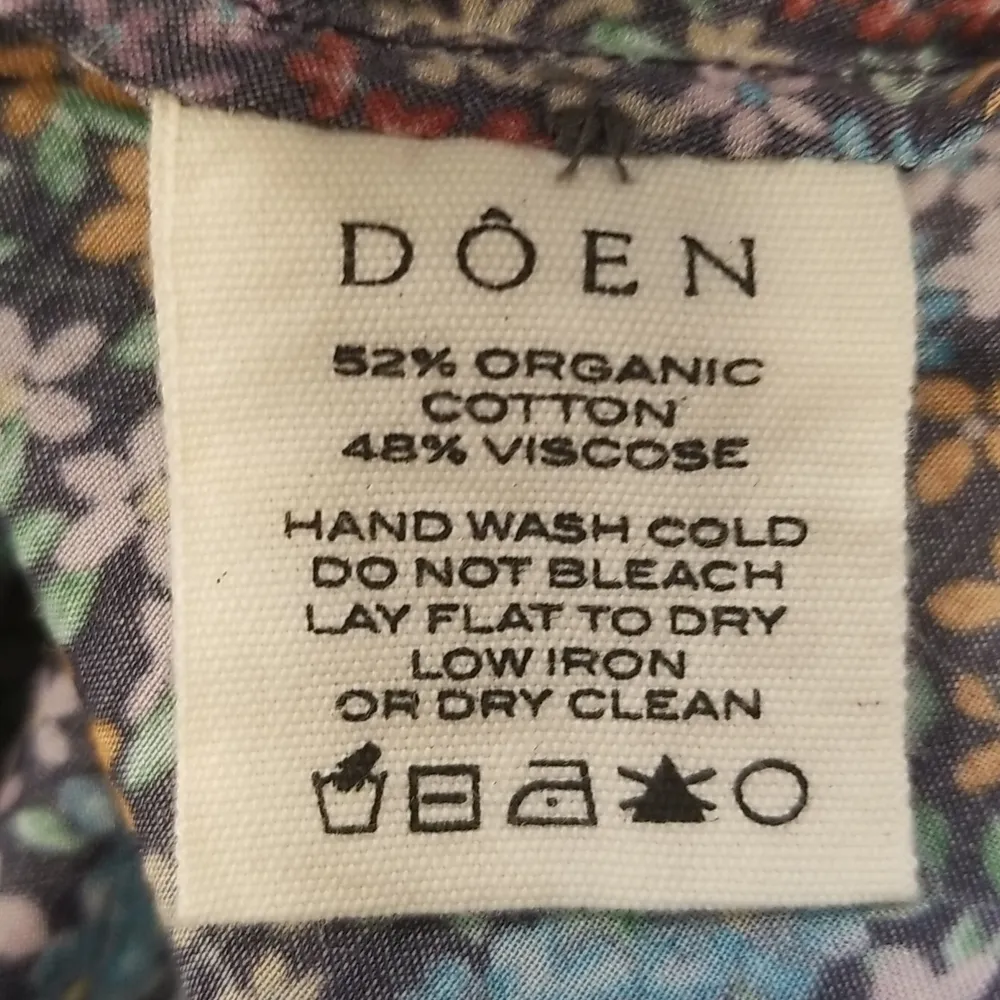 DÔEN
52% ORGANIC
COTTON
48% VISCOSE
HAND WASH COLD
DO NOT BLEACH
LAY FLAT TO DRY
LOW IRON
OR DRY CLEAN